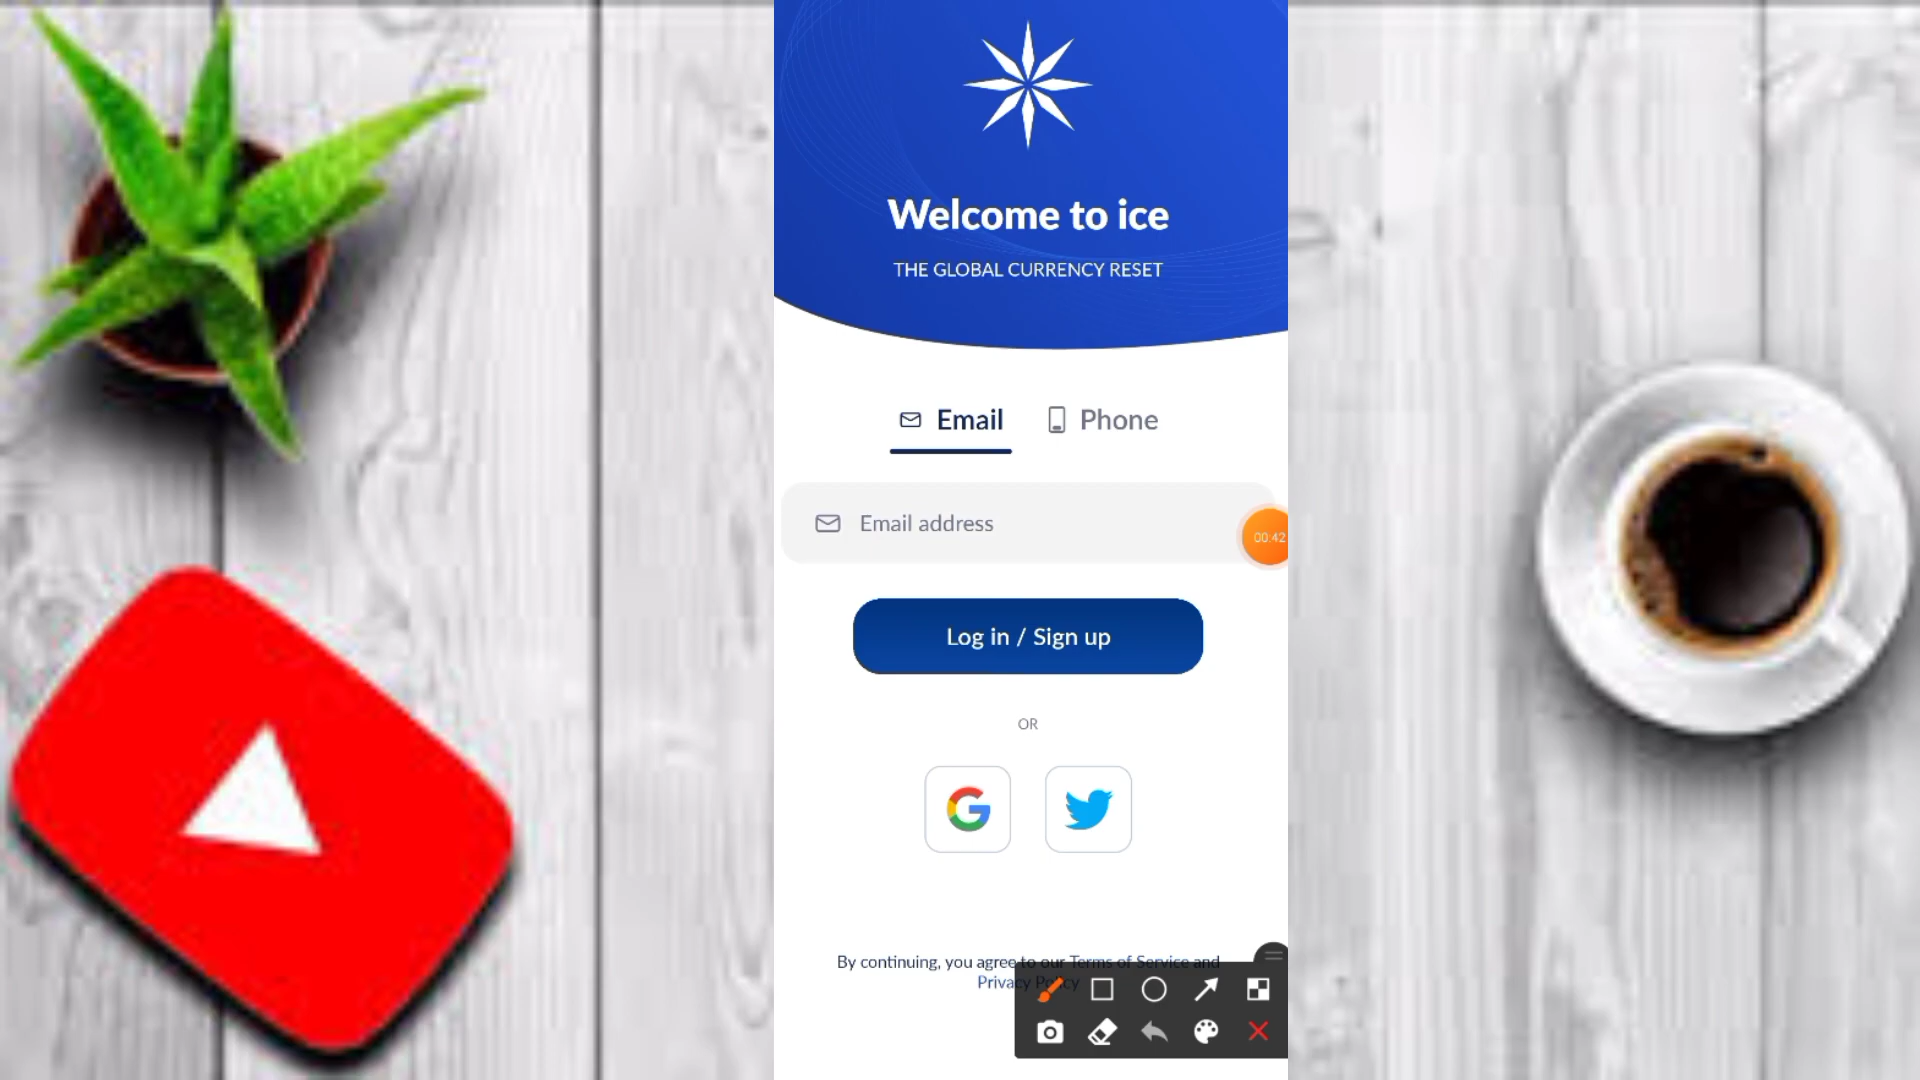 Welcome to ice
THE GLOBAL CURRENCY RESET
Email Phone
Email address
00:42
Log in / Sign up
OR
By continuing, you agree to our Terms of Service and
Privacy Policy